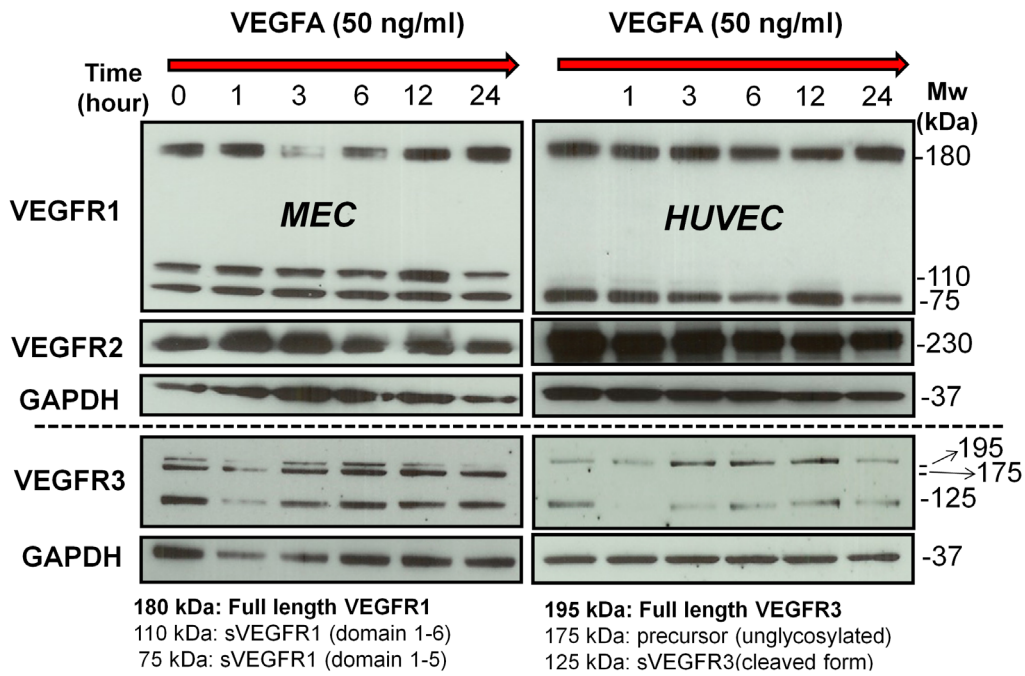 VEGFA (50 ng/ml) VEGFA (50 ng/ml)
Time
(hour)
0 1 3 6 12 24 1 3 6 12 24
Mw
(kDa)
-180
VEGFR1
MEC HUVEC
-110
-75
VEGFR2 -230
GAPDH -37
195
VEGFR3
175
-125
GAPDH -37
180 kDa: Full length VEGFR1
110 kDa: sVEGFR1 (domain 1-6)
75 kDa: sVEGFR1 (domain 1-5)
195 kDa: Full length VEGFR3
175 kDa: precursor (unglycosylated)
125 kDa: sVEGFR3(cleaved form)